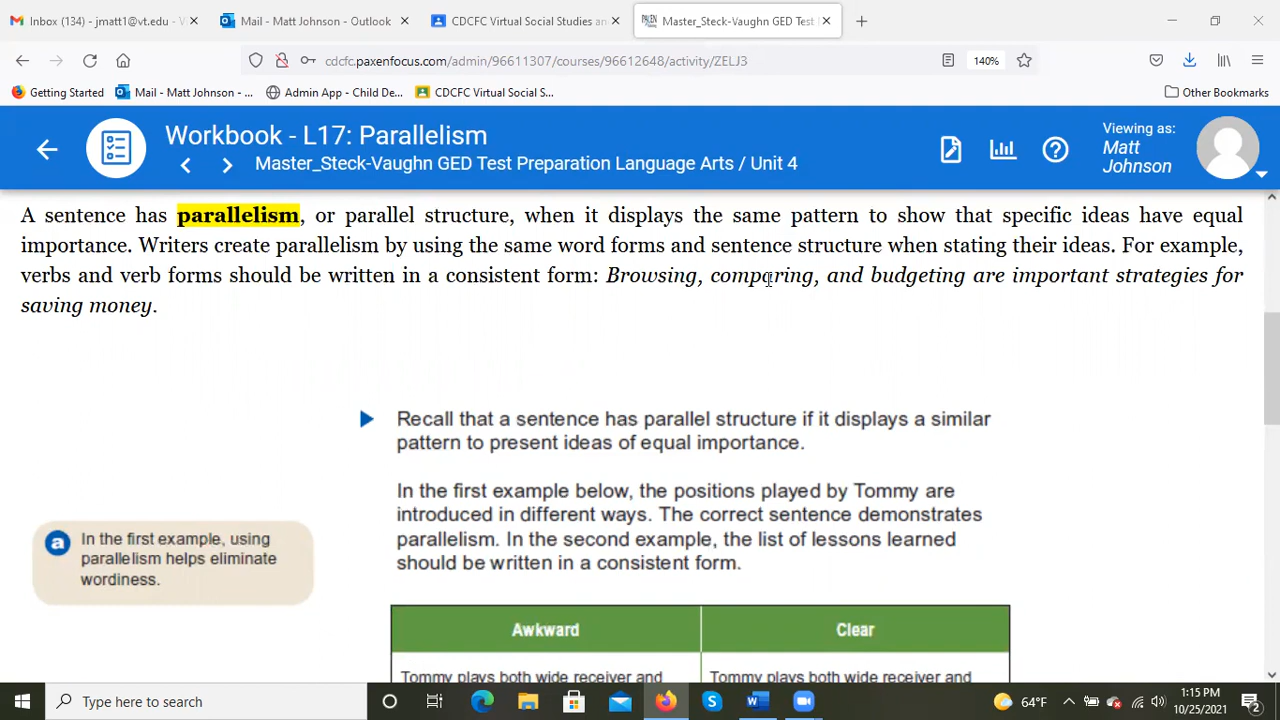 Inbox (134) - jmatt1@vt.edu - V
Mail - Matt Johnson - Outlook
CDCFC Virtual Social Studies an
Master_Steck-Vaughn GED Test
cdcfc.paxenfocus.com/admin/96611307/courses/96612648/activity/ZELJ3
140%
Getting Started
Mail - Matt Johnson - ...
Admin App - Child De...
CDCFC Virtual Social S...
Other Bookmarks
Workbook - L17: Parallelism
Master_Steck-Vaughn GED Test Preparation Language Arts / Unit 4
Viewing as:
Matt
Johnson
A sentence has parallelism, or parallel structure, when it displays the same pattern to show that specific ideas have equal
importance. Writers create parallelism by using the same word forms and sentence structure when stating their ideas. For example,
verbs and verb forms should be written in a consistent form: Browsing, comparing, and budgeting are important strategies for
saving money.
Recall that a sentence has parallel structure if it displays a similar
pattern to present ideas of equal importance.
In the first example below, the positions played by Tommy are
introduced in different ways. The correct sentence demonstrates
parallelism. In the second example, the list of lessons learned
should be written in a consistent form.
a
In the first example, using
parallelism helps eliminate
wordiness.
Awkward
Clear
Tommy plays both wide receiver and
Tommy plays both wide receiver and
Type here to search
64°F
1:15 PM
10/25/2021
2